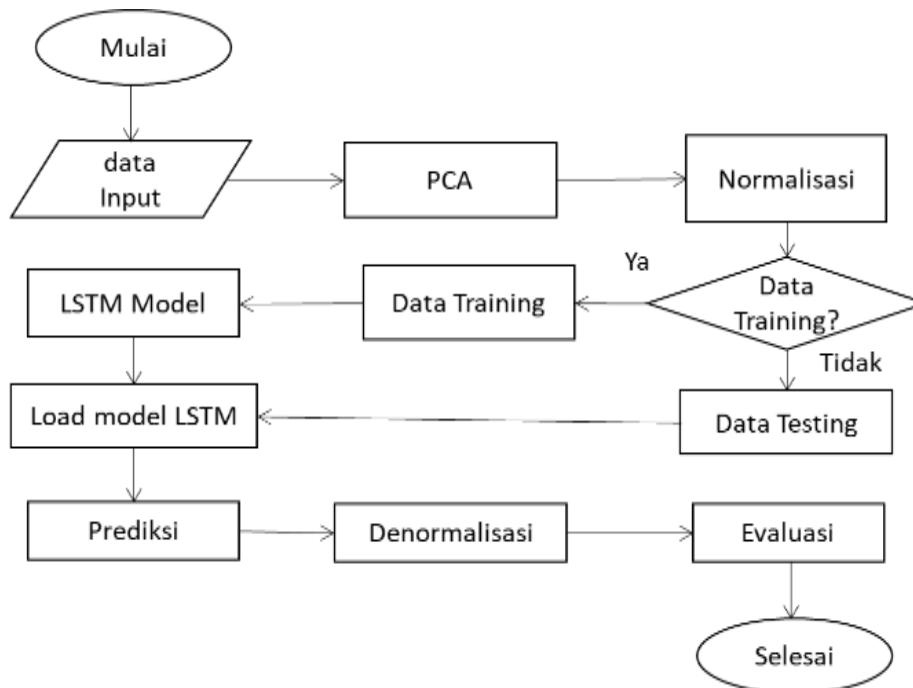 Mulai
data
Input
PCA
Normalisasi
Ya
Data
Training?
Data Training
LSTM Model
Tidak
Load model LSTM
Data Testing
Prediksi
Denormalisasi
Evaluasi
Selesai